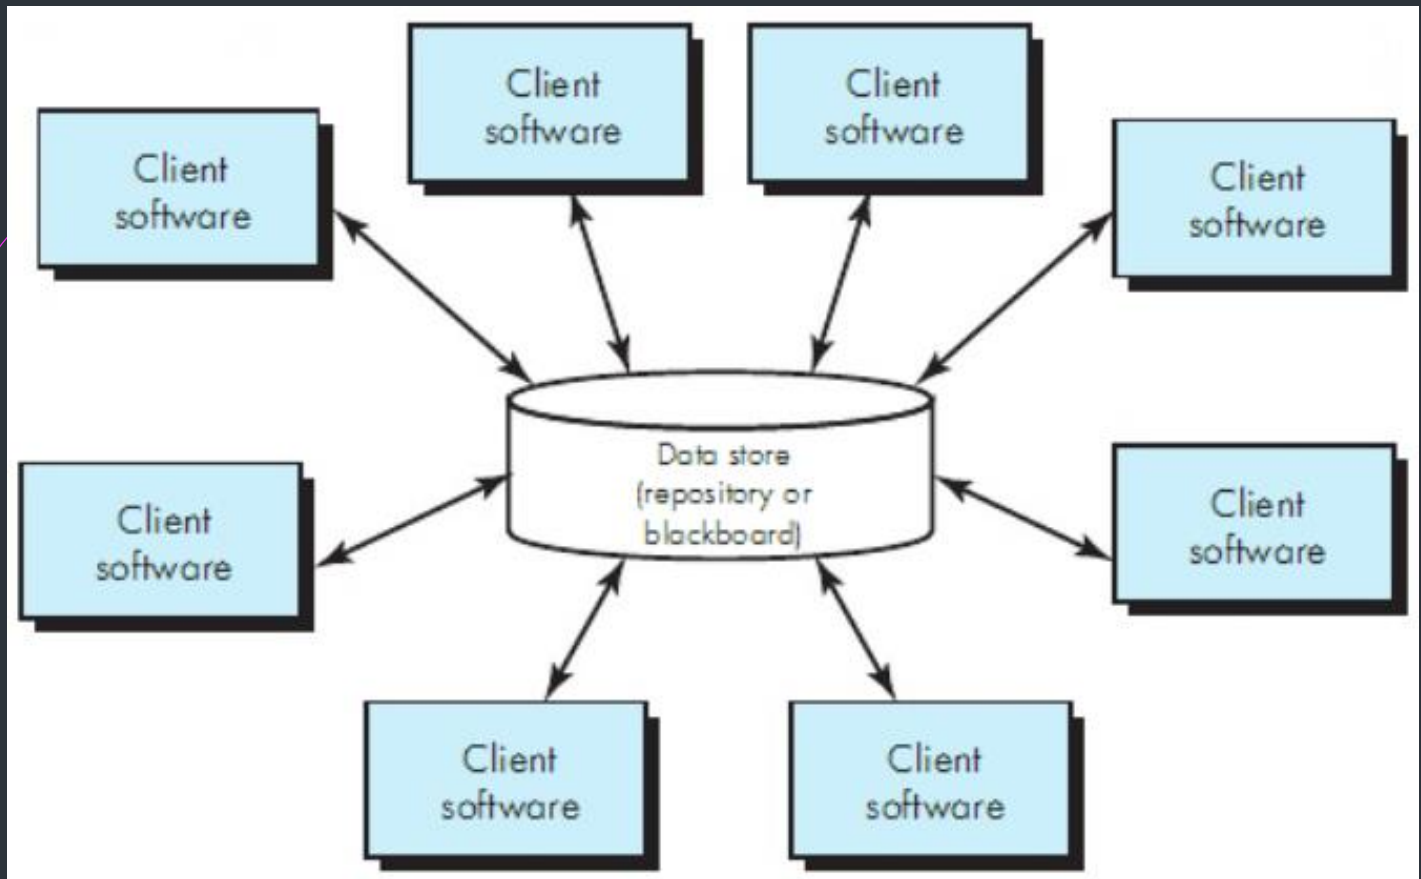 Client
software
Client
software
Client
software
Client
software
Client
software
Data store
(repository or
blackboard)
Client
software
Client
software
Client
software